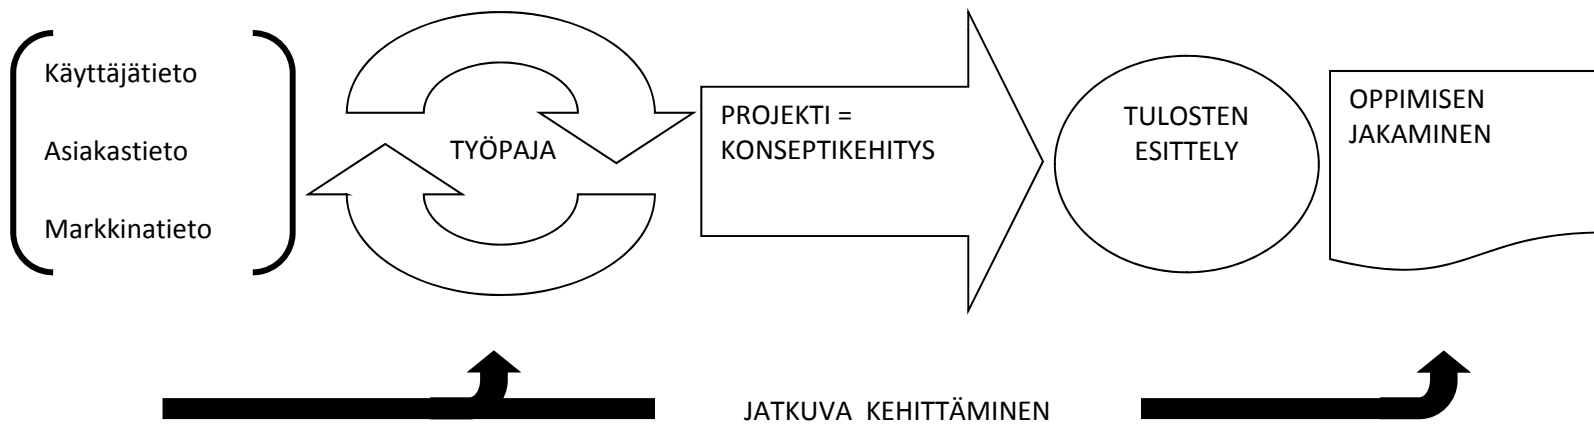 Käyttäjätieto
Asiakastieto
Markkinatieto
TYÖPAJA
PROJEKTI =
KONSEPTIKEHITYS
TULOSTEN
ESITTELY
OPPIMISEN
JAKAMINEN
JATKUVA KEHITTÄMINEN